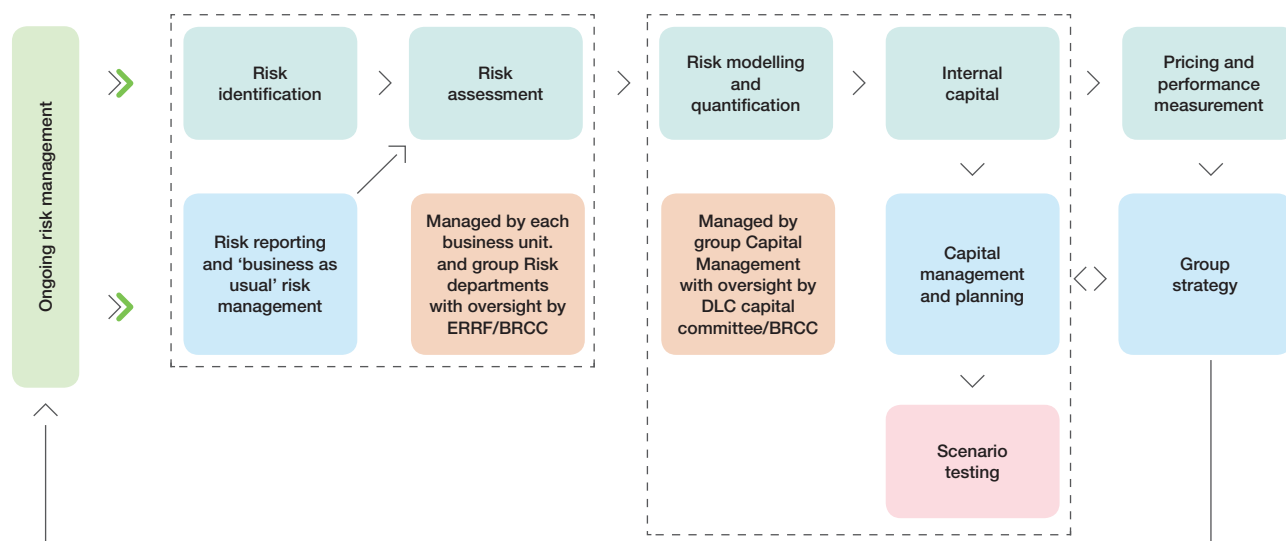 Ongoing risk management
Risk
identification
Risk
assessment
Risk modelling
and
quantification
Internal
capital
Pricing and
performance
measurement
Risk reporting
and ‘business as
usual’ risk
management
Managed by each
business unit.
and group Risk
departments
with oversight by
ERRF/BRCC
Managed by
group Capital
Management
with oversight by
DLC capital
committee/BRCC
Capital
management
and planning
Group
strategy
Scenario
testing